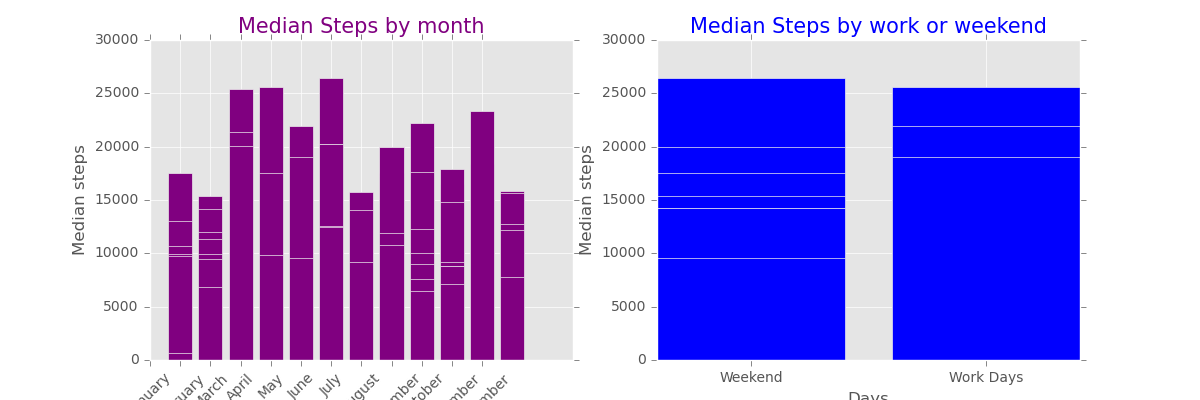 Median Steps by month
30000
25000
20000
15000
10000
5000
0
Median steps
March
April
May
June
July
Median Steps by work or weekend
30000
25000
20000
15000
10000
5000
0
Median steps
Weekend
Work Days
Days